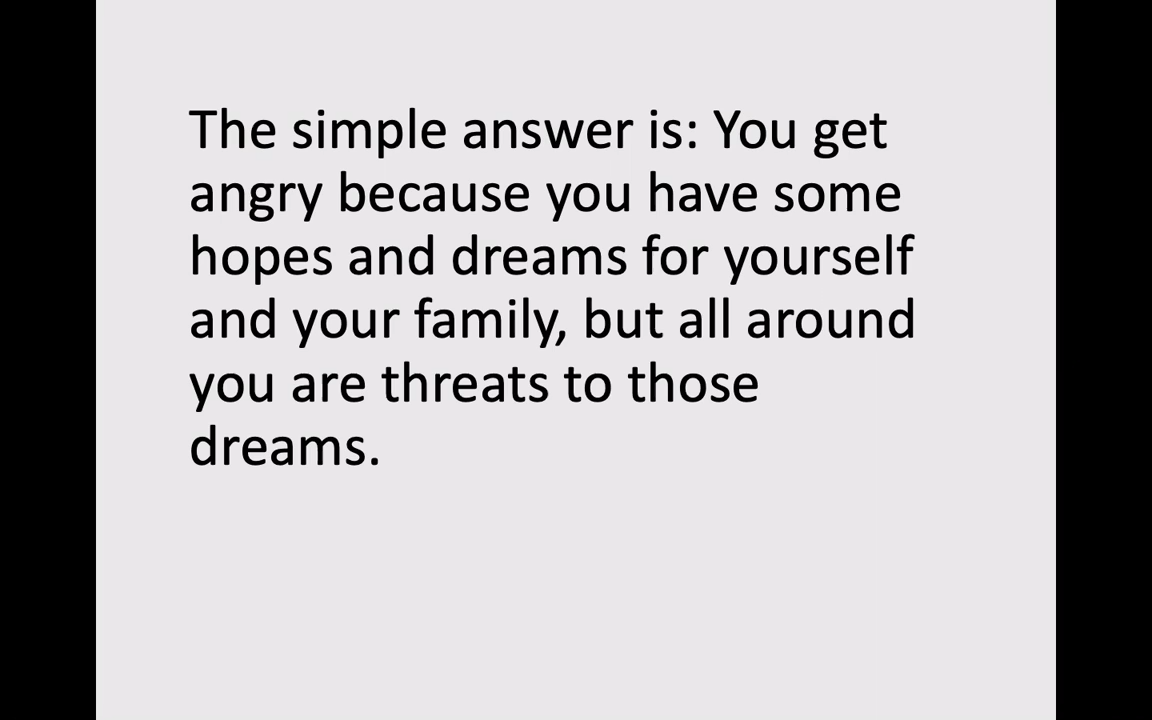 The simple answer is: You get
angry because you have some
hopes and dreams for yourself
and your family, but all around
you are threats to those
dreams.